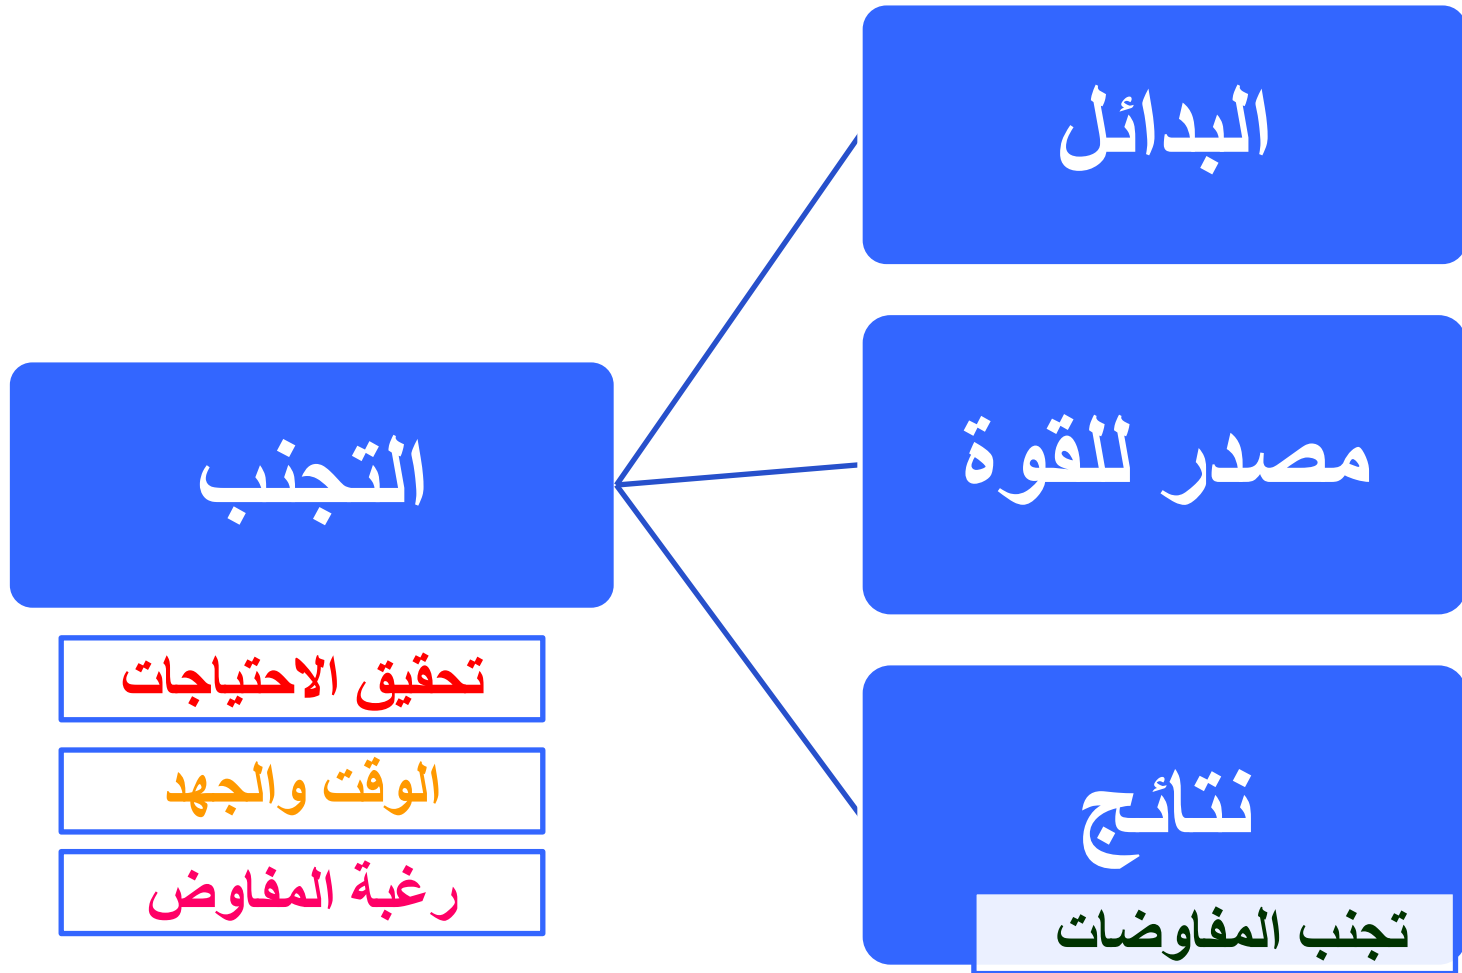 البدائل
مصدر للقوة
نتائج
تجنب المفاوضات
التجنب
تحقيق الاحتياجات
الوقت والجهد
رغبة المفاوض